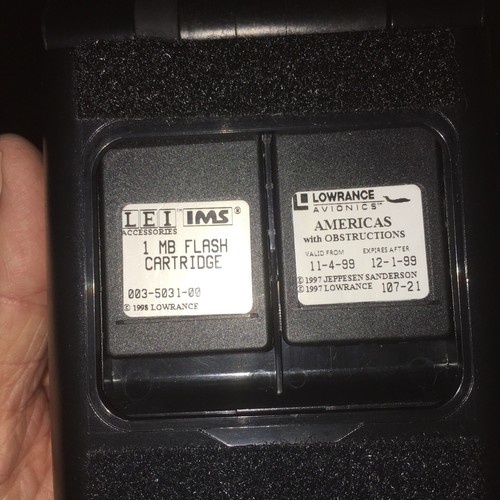 LEI IMS®
ACCESSORIES
1 MB FLASH
CARTRIDGE
003-5031-00
© 1998 LOWRANCE
LOWRANCE
AVIONICS™
AMERICAS
with OBSTRUCTIONS
VALID FROM EXPIRES AFTER
11-4-99 12-1-99
©1997 JEPPESEN SANDERSON
©1997 LOWRANCE 107-21